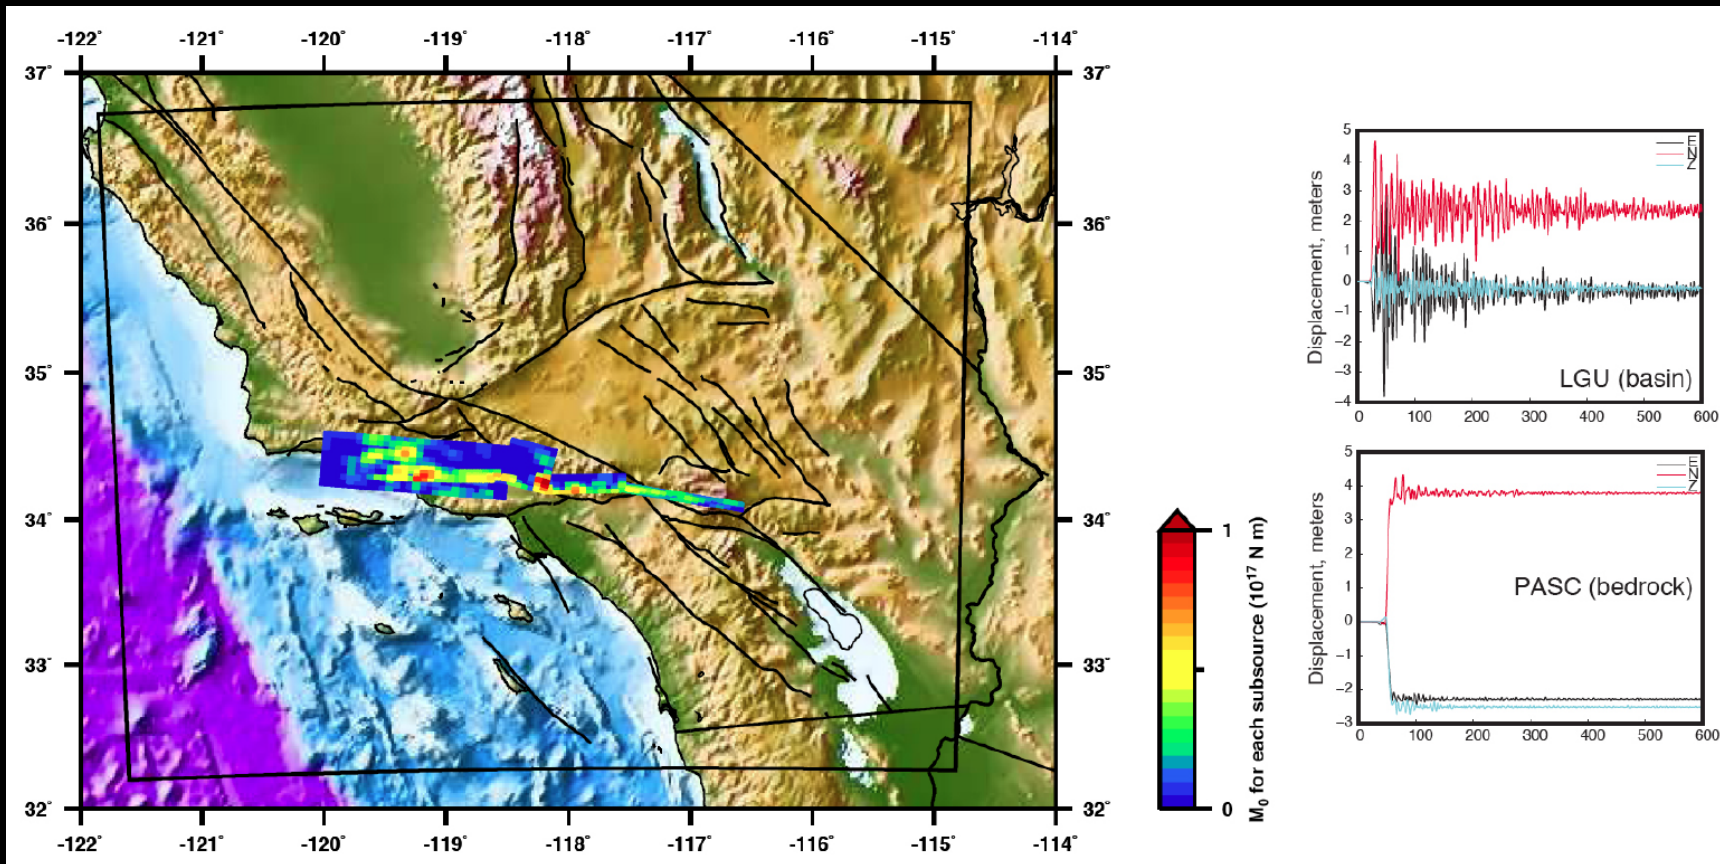 -122° -121° -120° -119° -118° -117° -116° -115° -114°
37° 37°
36° 36°
35° 35°
34° 34°
33° 33°
32° 32°
-122° -121° -120° -119° -118° -117° -116° -115° -114°
1
0
M0 for each subsource (10^17 N m)
5
4
3
2
1
0
−1
−2
−3
−4
Displacement, meters
E
N
Z
LGU (basin)
0 100 200 300 400 500 600
5
4
3
2
1
0
−1
−2
−3
Displacement, meters
E
N
Z
PASC (bedrock)
0 100 200 300 400 500 600